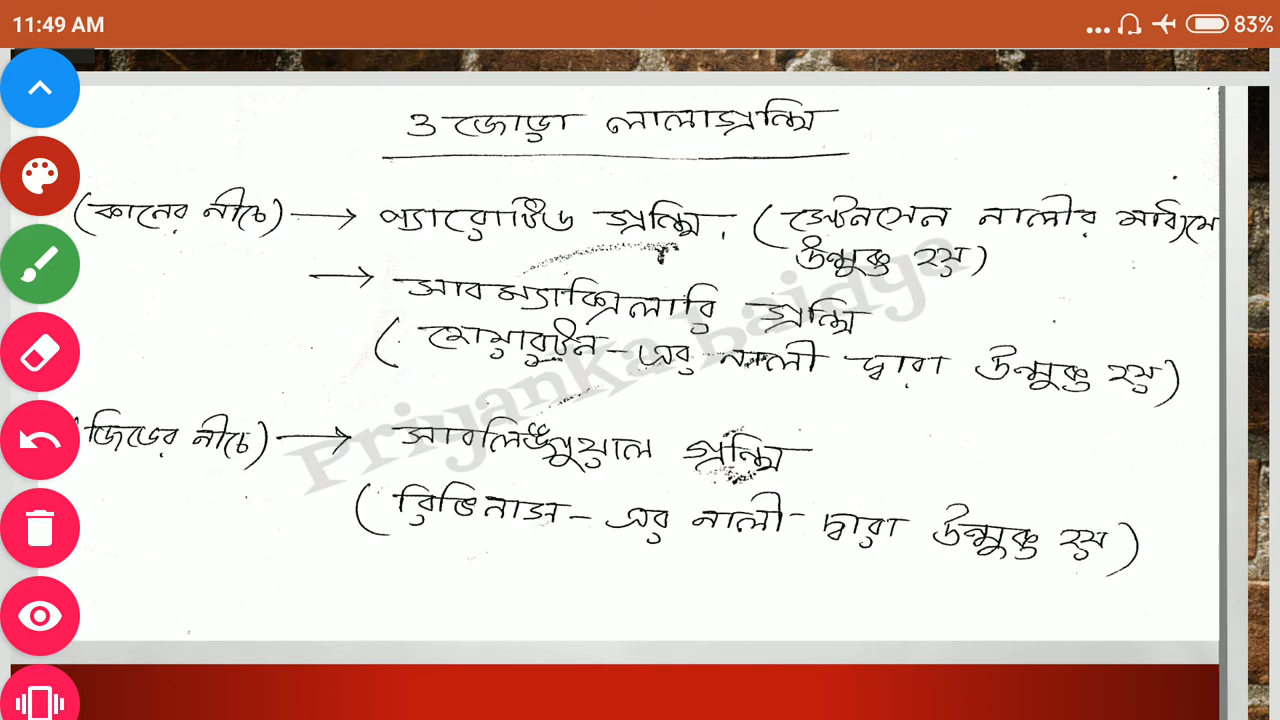 11:49 AM
83%
৩ জোড়া লালাগ্রন্থি
(কানের নীচে) → প্যারোটিড গ্রন্থি. (স্টেনসেন নালীর মাধ্যমে
উন্মুক্ত হয়)
→ সাবম্যাক্সিলারি গ্রন্থি
(হোয়ারটন-এর নালী দ্বারা উন্মুক্ত হয়)
জিভের নীচে) → সাবলিঙ্গুয়াল গ্রন্থি
(রিভিনাস-এর নালী দ্বারা উন্মুক্ত হয়)
Priyanka Baidya